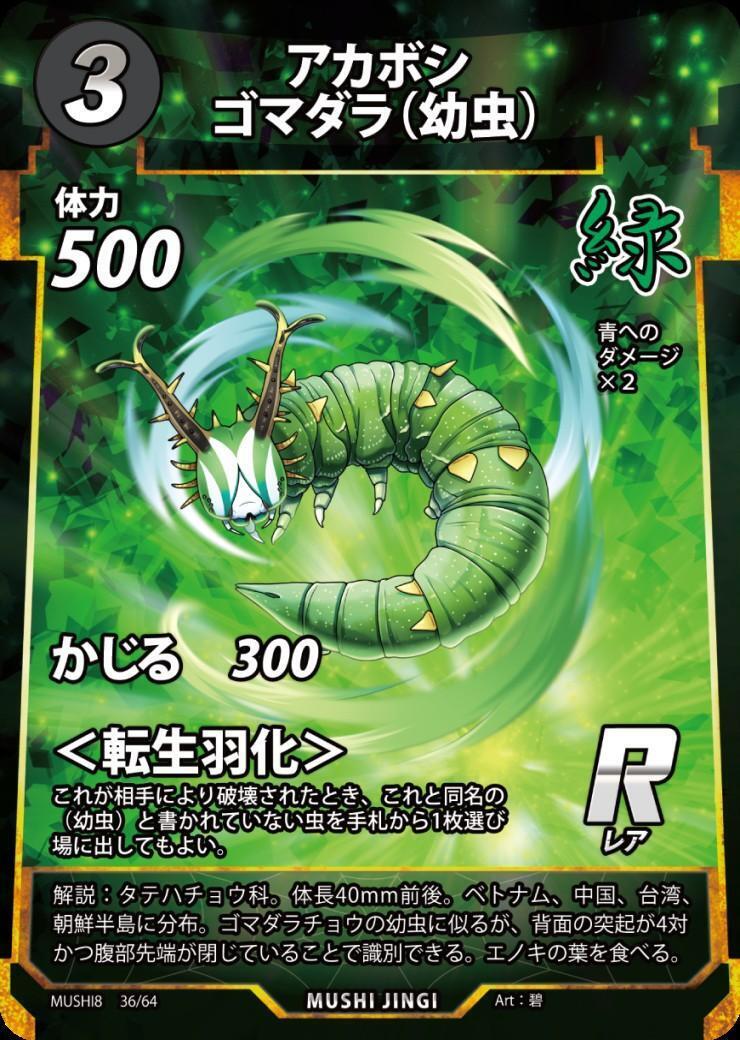 3
アカボシ
ゴマダラ（幼虫）
体力
500
緑
青への
ダメージ
×2
かじる 300
＜転生羽化＞
これが相手により破壊されたとき、これと同名の
（幼虫）と書かれていない虫を手札から1枚選び
場に出してもよい。
R
レア
解説：タテハチョウ科。体長40mm前後。ベトナム、中国、台湾、
朝鮮半島に分布。ゴマダラチョウの幼虫に似るが、背面の突起が4対
かつ腹部先端が閉じていることで識別できる。エノキの葉を食べる。
MUSHI8 36/64
MUSHI JINGI
Art：碧